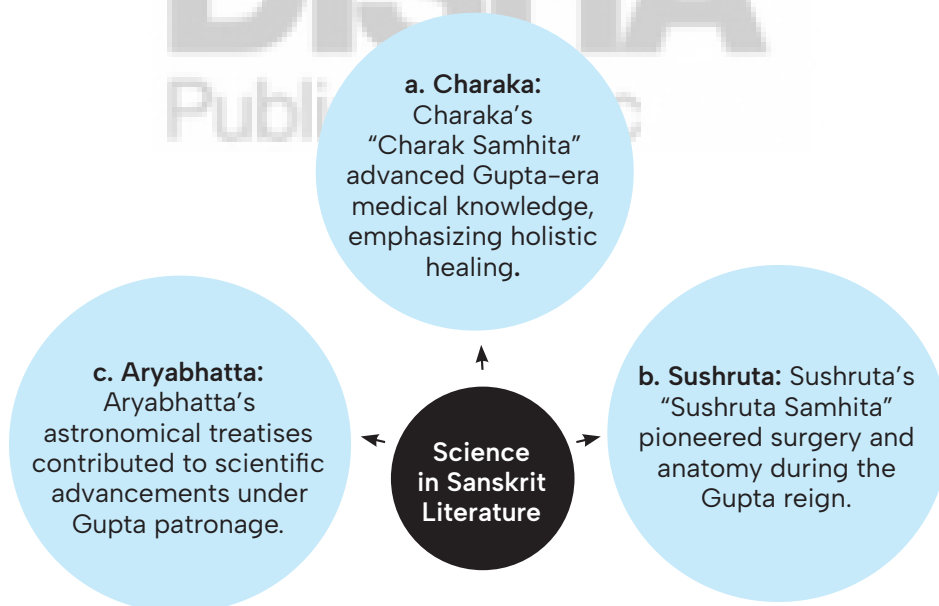 DISHA
Publi
c
a. Charaka:
Charaka's
“Charak Samhita”
advanced Gupta-era
medical knowledge,
emphasizing holistic
healing.
c. Aryabhatta:
Aryabhatta's
astronomical treatises
contributed to scientific
advancements under
Gupta patronage.
Science
in Sanskrit
Literature
b. Sushruta: Sushruta's
“Sushruta Samhita”
pioneered surgery and
anatomy during the
Gupta reign.